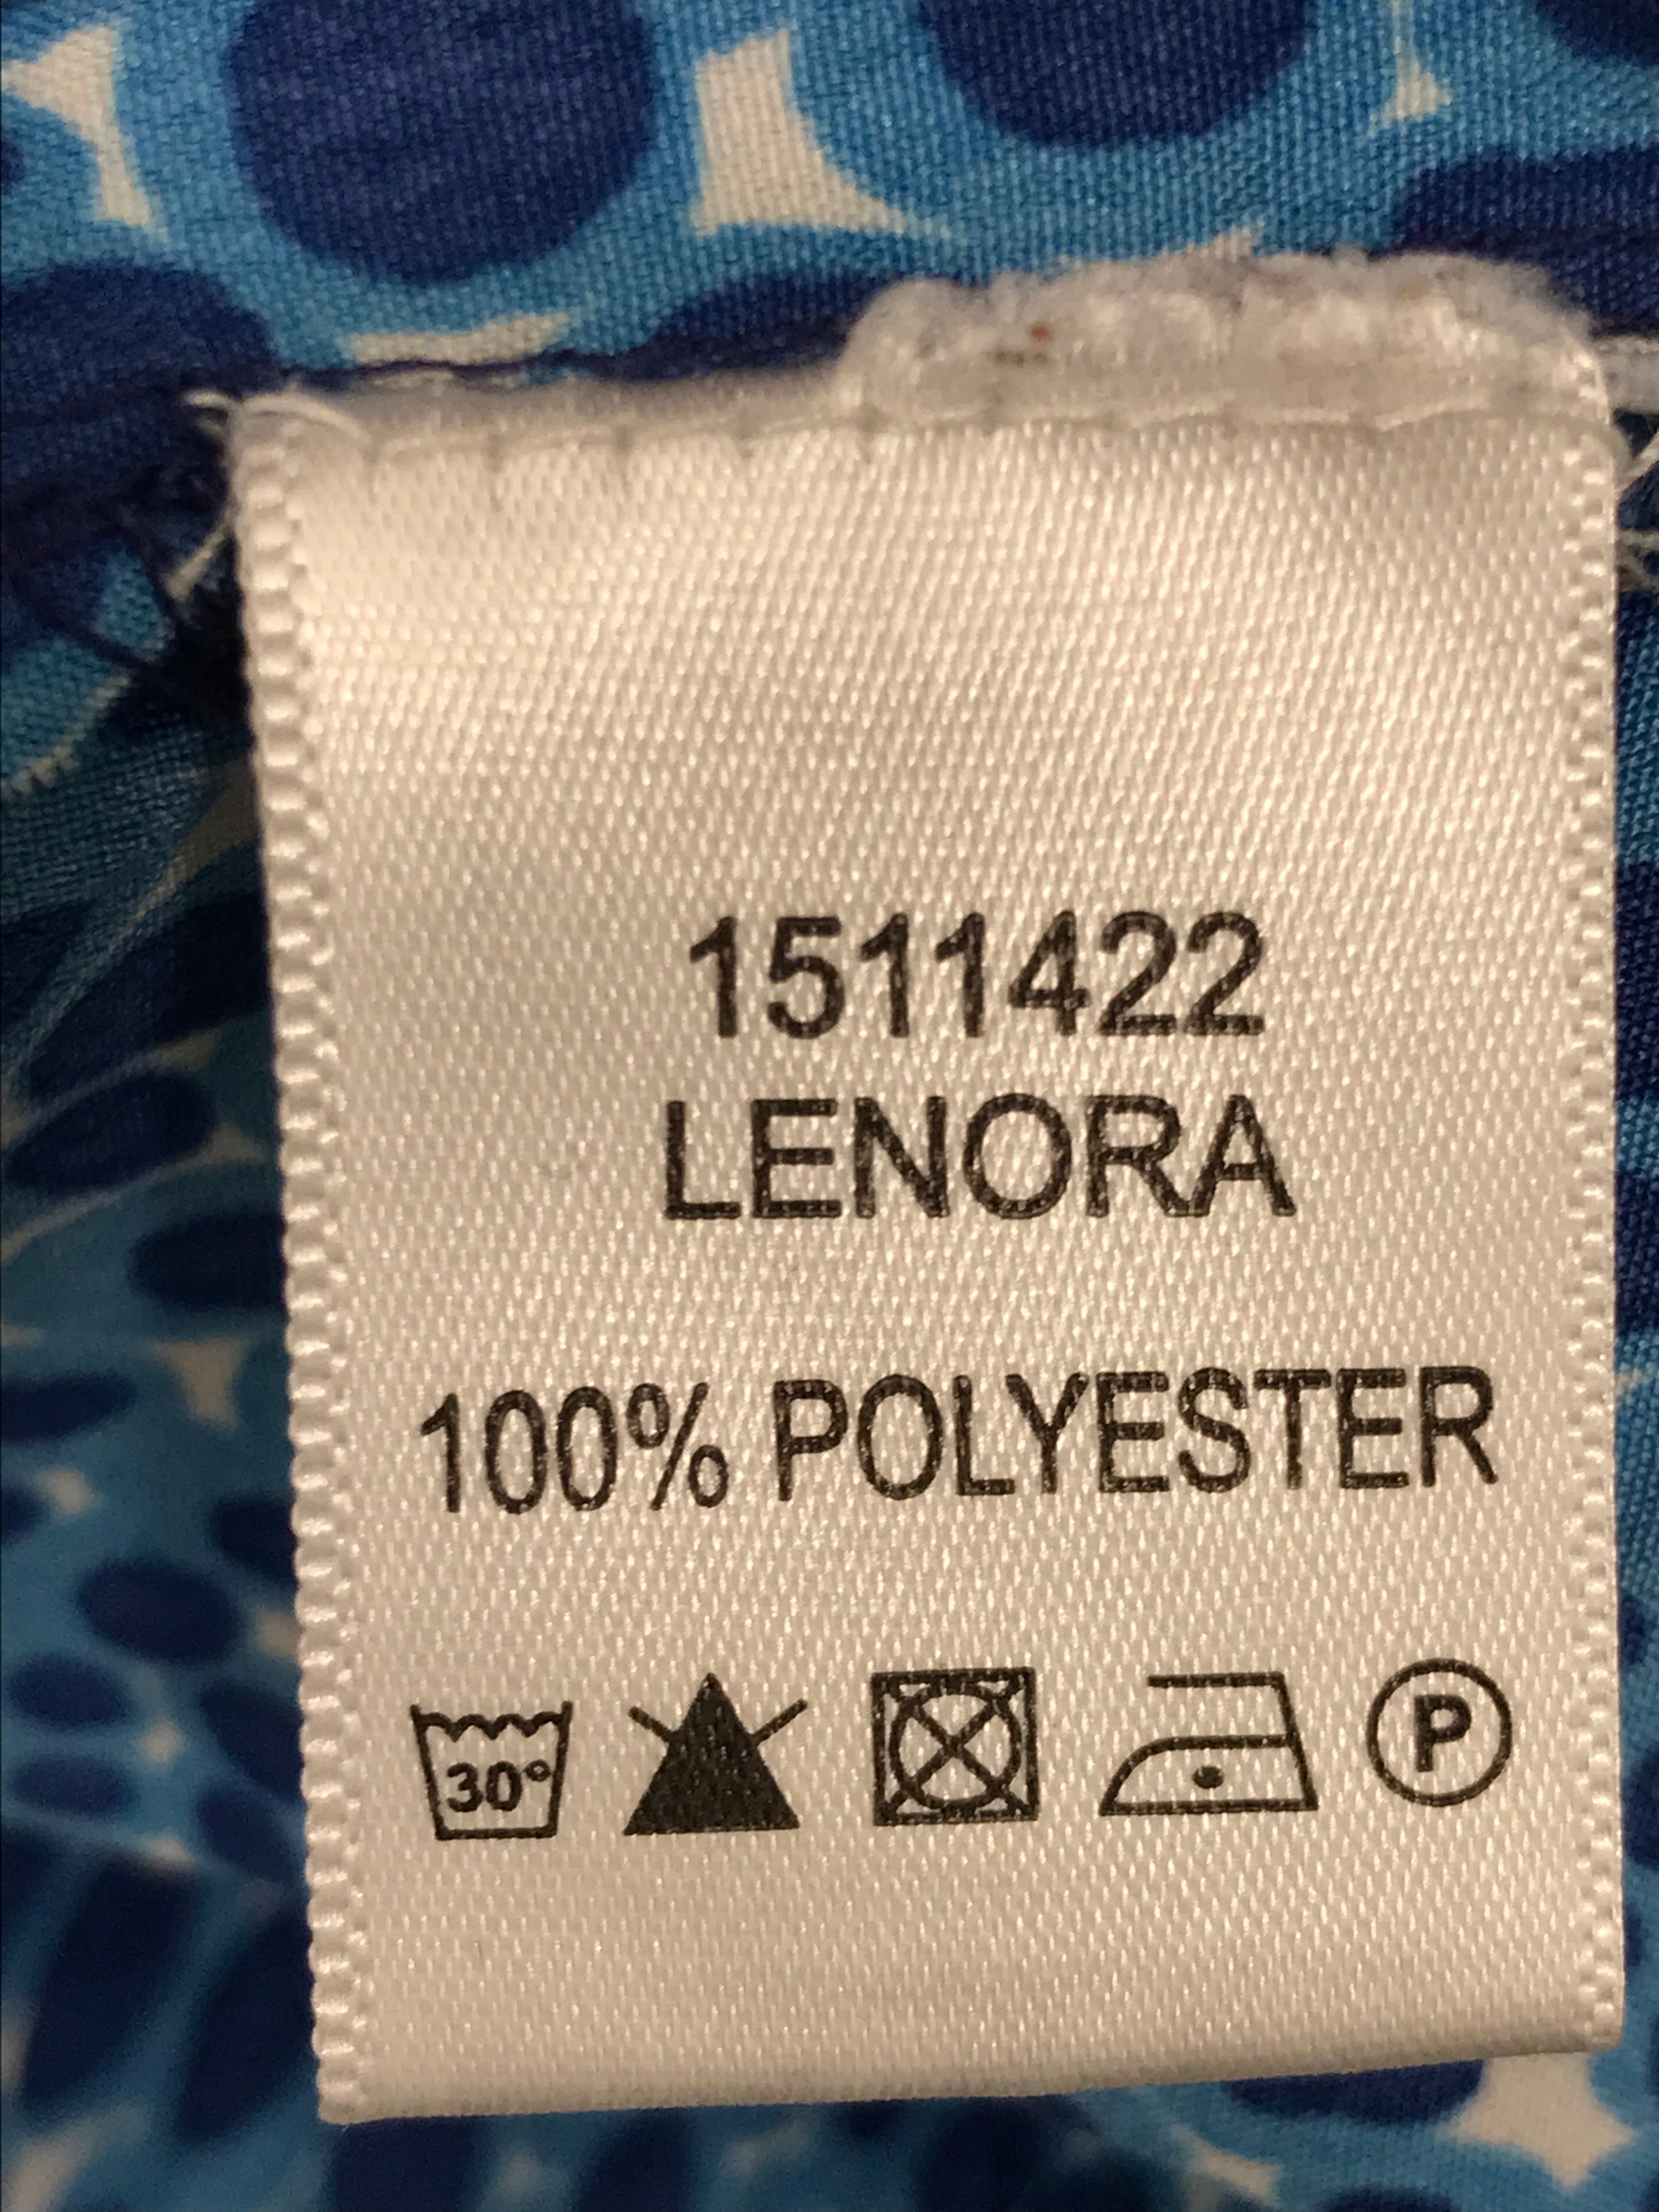 1511422
LENORA
100% POLYESTER
30° P